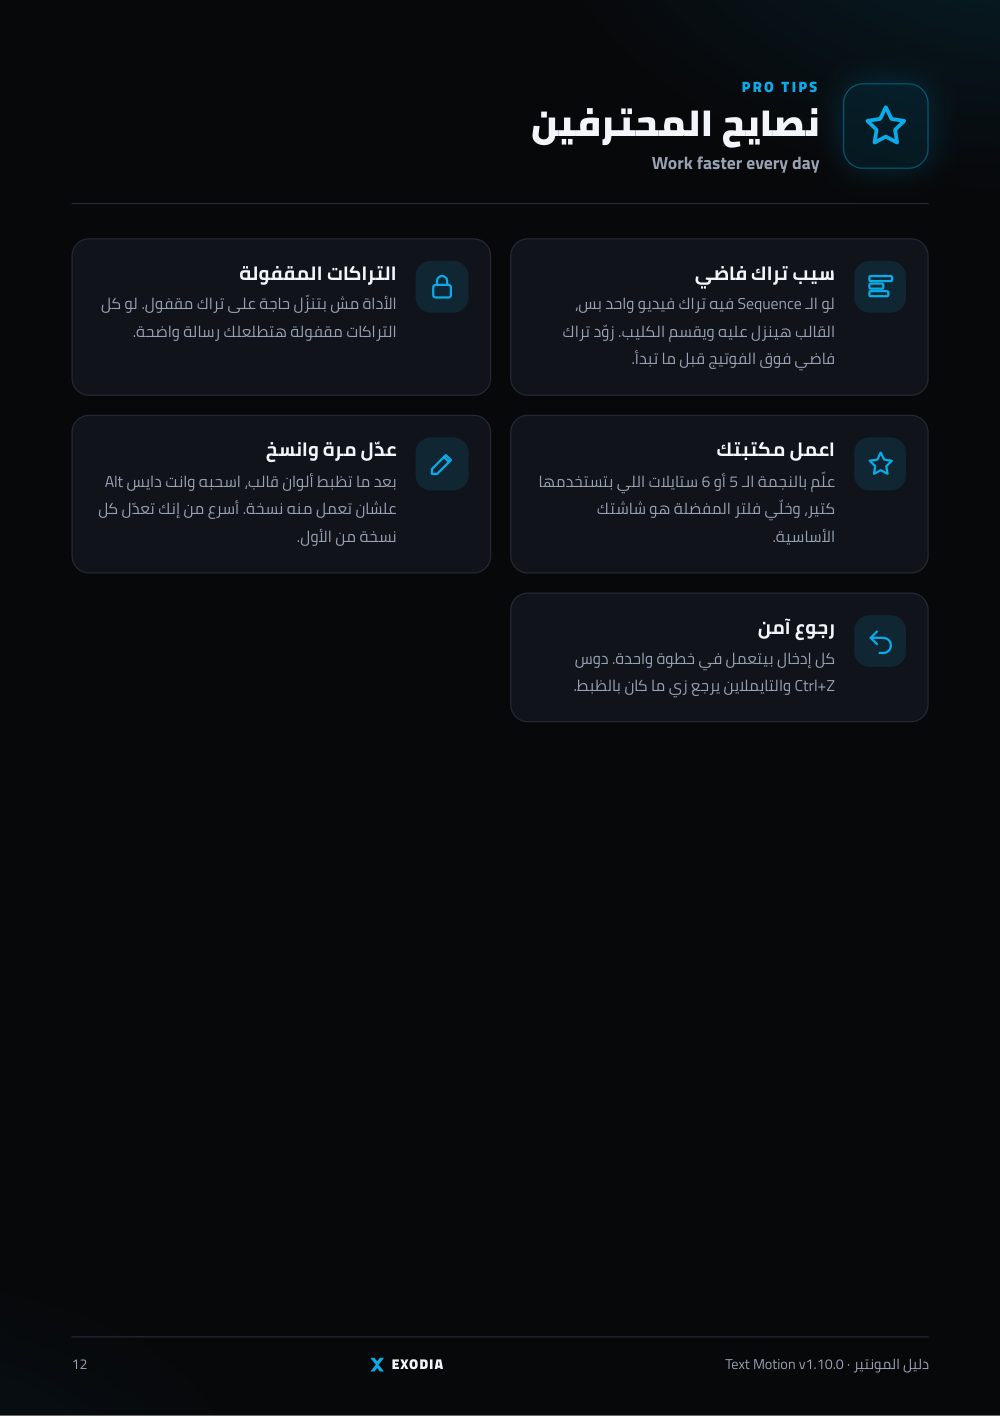 PRO TIPS
نصايح المحترفين
Work faster every day
سيب تراك فاضي
لو الـ Sequence فيه تراك فيديو واحد بس،
القالب هينزل عليه ويقسم الكليب. زوّد تراك
فاضي فوق الفوتيج قبل ما تبدأ.
التراكات المقفولة
الأداة مش بتنزّل حاجة على تراك مقفول. لو كل
التراكات مقفولة هتطلعلك رسالة واضحة.
اعمل مكتبتك
علّم بالنجمة الـ 5 أو 6 ستايلات اللي بتستخدمها
كتير، وخلّي فلتر المفضلة هو شاشتك
الأساسية.
عدّل مرة وانسخ
بعد ما تظبط ألوان قالب، اسحبه وانت دايس Alt
علشان تعمل منه نسخة. أسرع من إنك تعدّل كل
نسخة من الأول.
رجوع آمن
كل إدخال بيتعمل في خطوة واحدة. دوس
Ctrl+Z والتايملاين يرجع زي ما كان بالظبط.
دليل المونتير · Text Motion v1.10.0
EXODIA
12